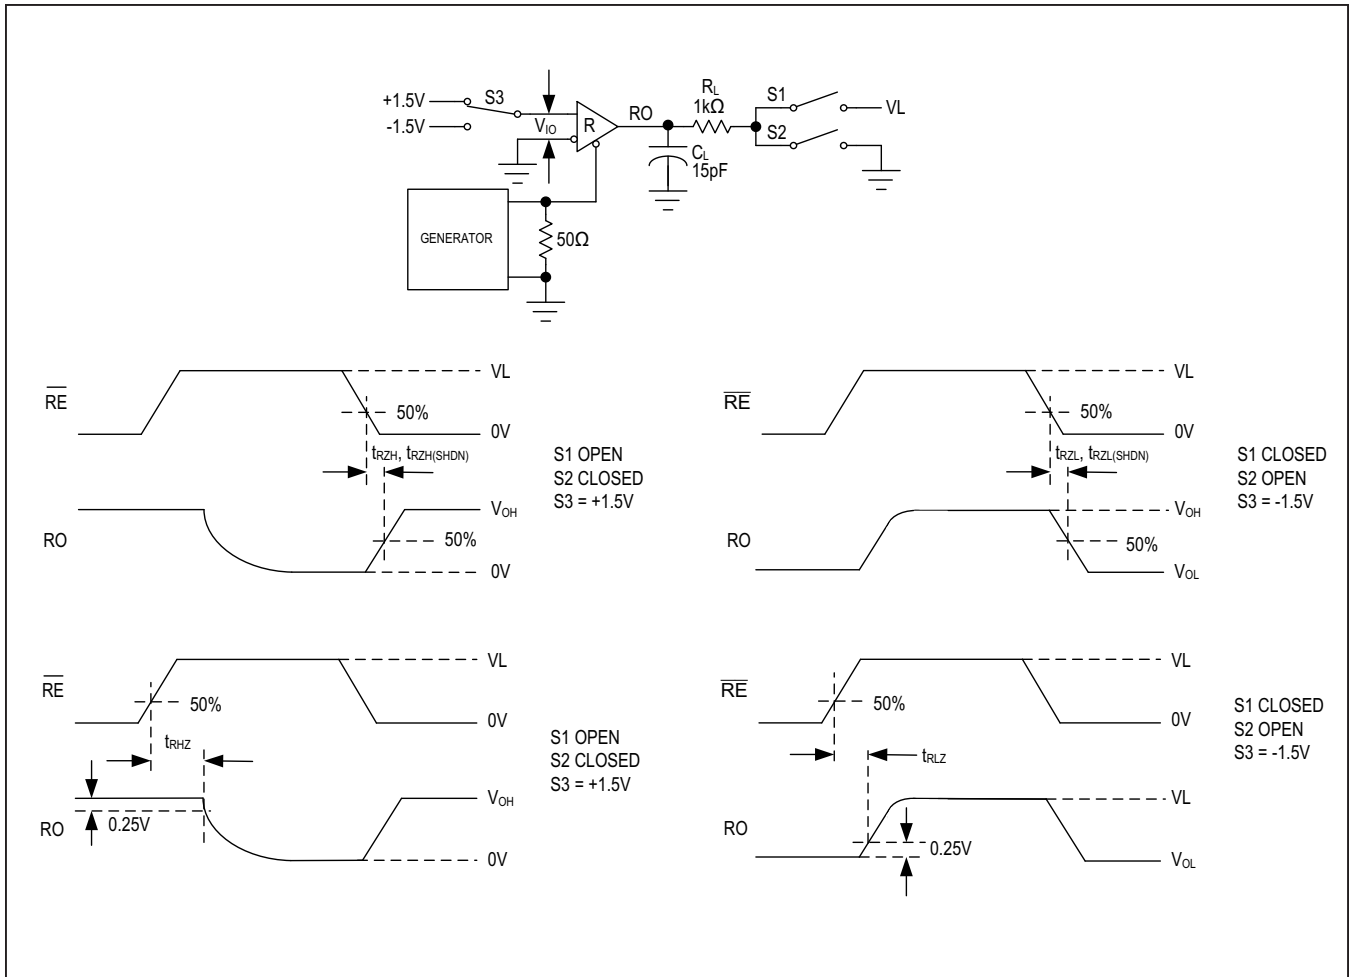 +1.5V
S3
-1.5V
VIO
R
RO
RL
1kΩ
S1
VL
S2
CL
15pF
GENERATOR
50Ω
RE
VL
50%
0V
tRZH, tRZH(SHDN)
S1 OPEN
S2 CLOSED
S3 = +1.5V
RO
VOH
50%
0V
RE
VL
50%
0V
tRZL, tRZL(SHDN)
S1 CLOSED
S2 OPEN
S3 = -1.5V
RO
VOH
50%
VOL
RE
VL
50%
0V
tRHZ
S1 OPEN
S2 CLOSED
S3 = +1.5V
RO
0.25V
VOH
0V
RE
VL
50%
0V
tRLZ
S1 CLOSED
S2 OPEN
S3 = -1.5V
RO
VL
0.25V
VOL